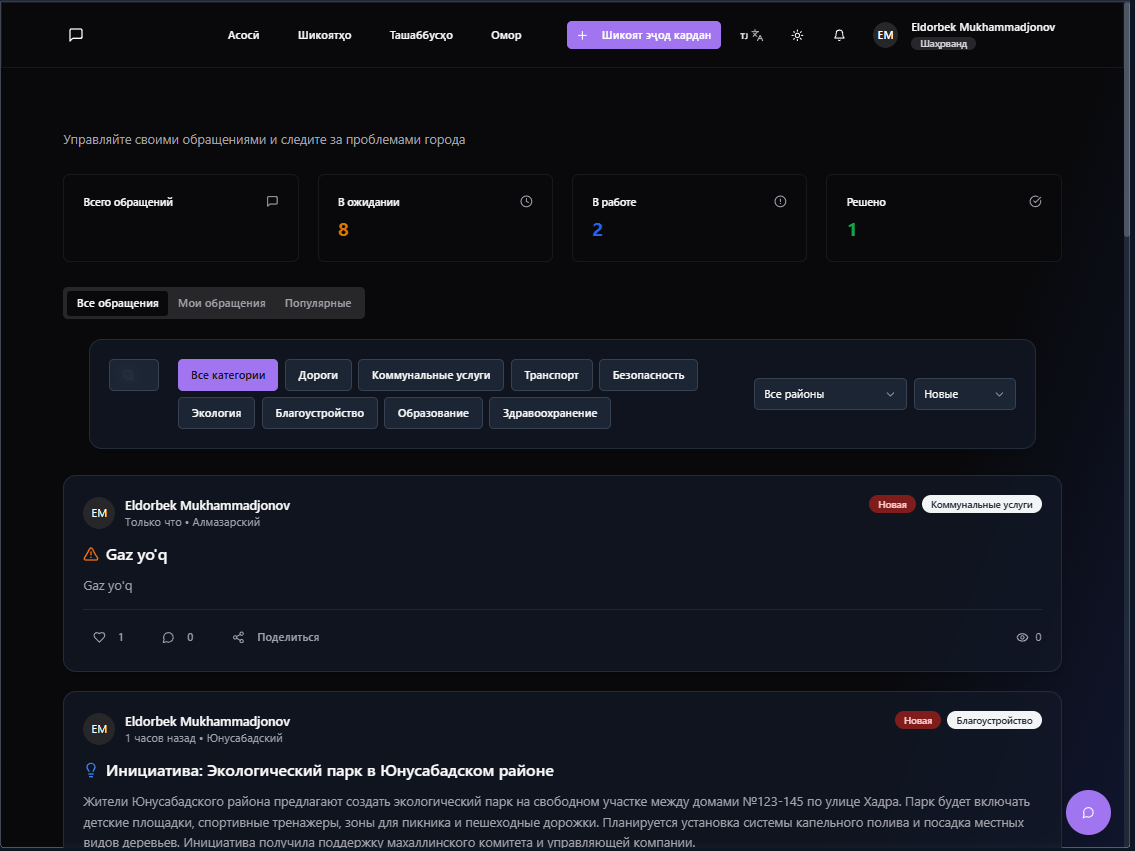 Асосӣ Шикоятҳо Ташаббусҳо Омор + Шикоят эҷод кардан TJ EM Eldorbek Mukhammadjonov
Шаҳрванд
Управляйте своими обращениями и следите за проблемами города
Всего обращений В ожидании В работе Решено
8 2 1
Все обращения Мои обращения Популярные
Все категории Дороги Коммунальные услуги Транспорт Безопасность
Экология Благоустройство Образование Здравоохранение
Все районы Новые
EM Eldorbek Mukhammadjonov Новая Коммунальные услуги
Только что • Алмазарский
Gaz yo'q
Gaz yo'q
1 0 Поделиться 0
EM Eldorbek Mukhammadjonov Новая Благоустройство
1 часов назад • Юнусабадский
Инициатива: Экологический парк в Юнусабадском районе
Жители Юнусабадского района предлагают создать экологический парк на свободном участке между домами №123-145 по улице Хадра. Парк будет включать
детские площадки, спортивные тренажеры, зоны для пикника и пешеходные дорожки. Планируется установка системы капельного полива и посадка местных
видов деревьев. Инициатива получила поддержку махаллинского комитета и управляющей компании.